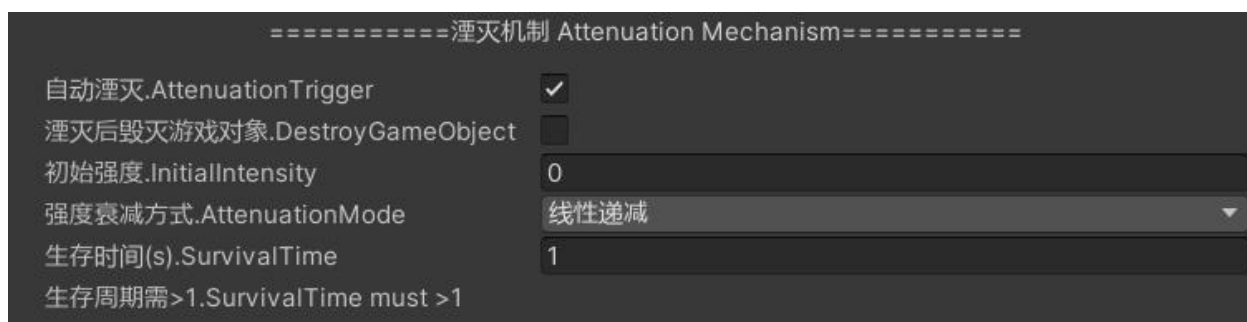 ===========湮灭机制 Attenuation Mechanism===========
自动湮灭.AttenuationTrigger
湮灭后毁灭游戏对象.DestroyGameObject
初始强度.InitialIntensity 0
强度衰减方式.AttenuationMode 线性递减
生存时间(s).SurvivalTime 1
生存周期需>1.SurvivalTime must >1